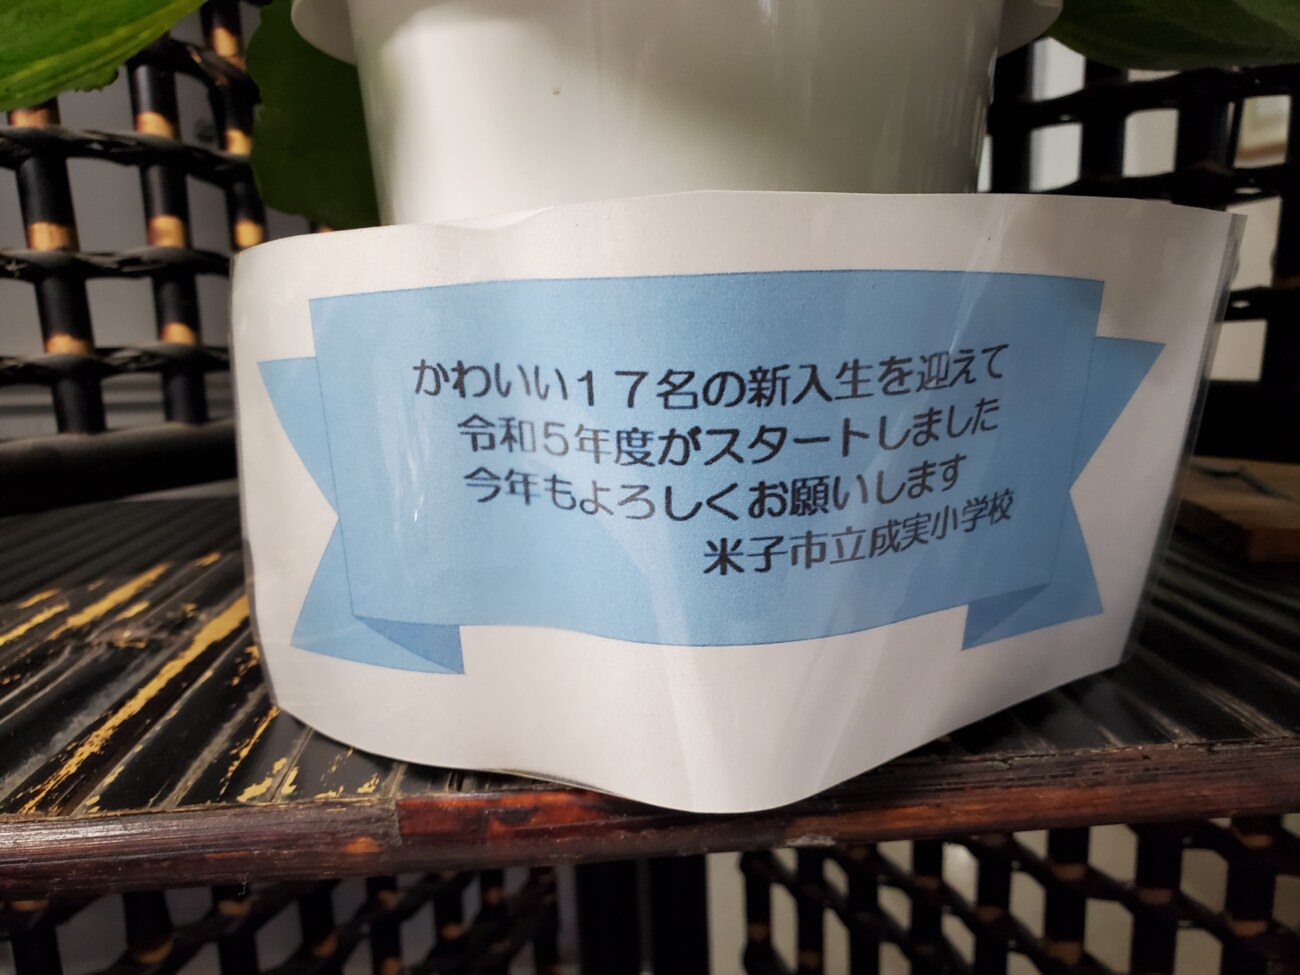 かわいい１７名の新入生を迎えて
令和５年度がスタートしました
今年もよろしくお願いします
米子市立成実小学校